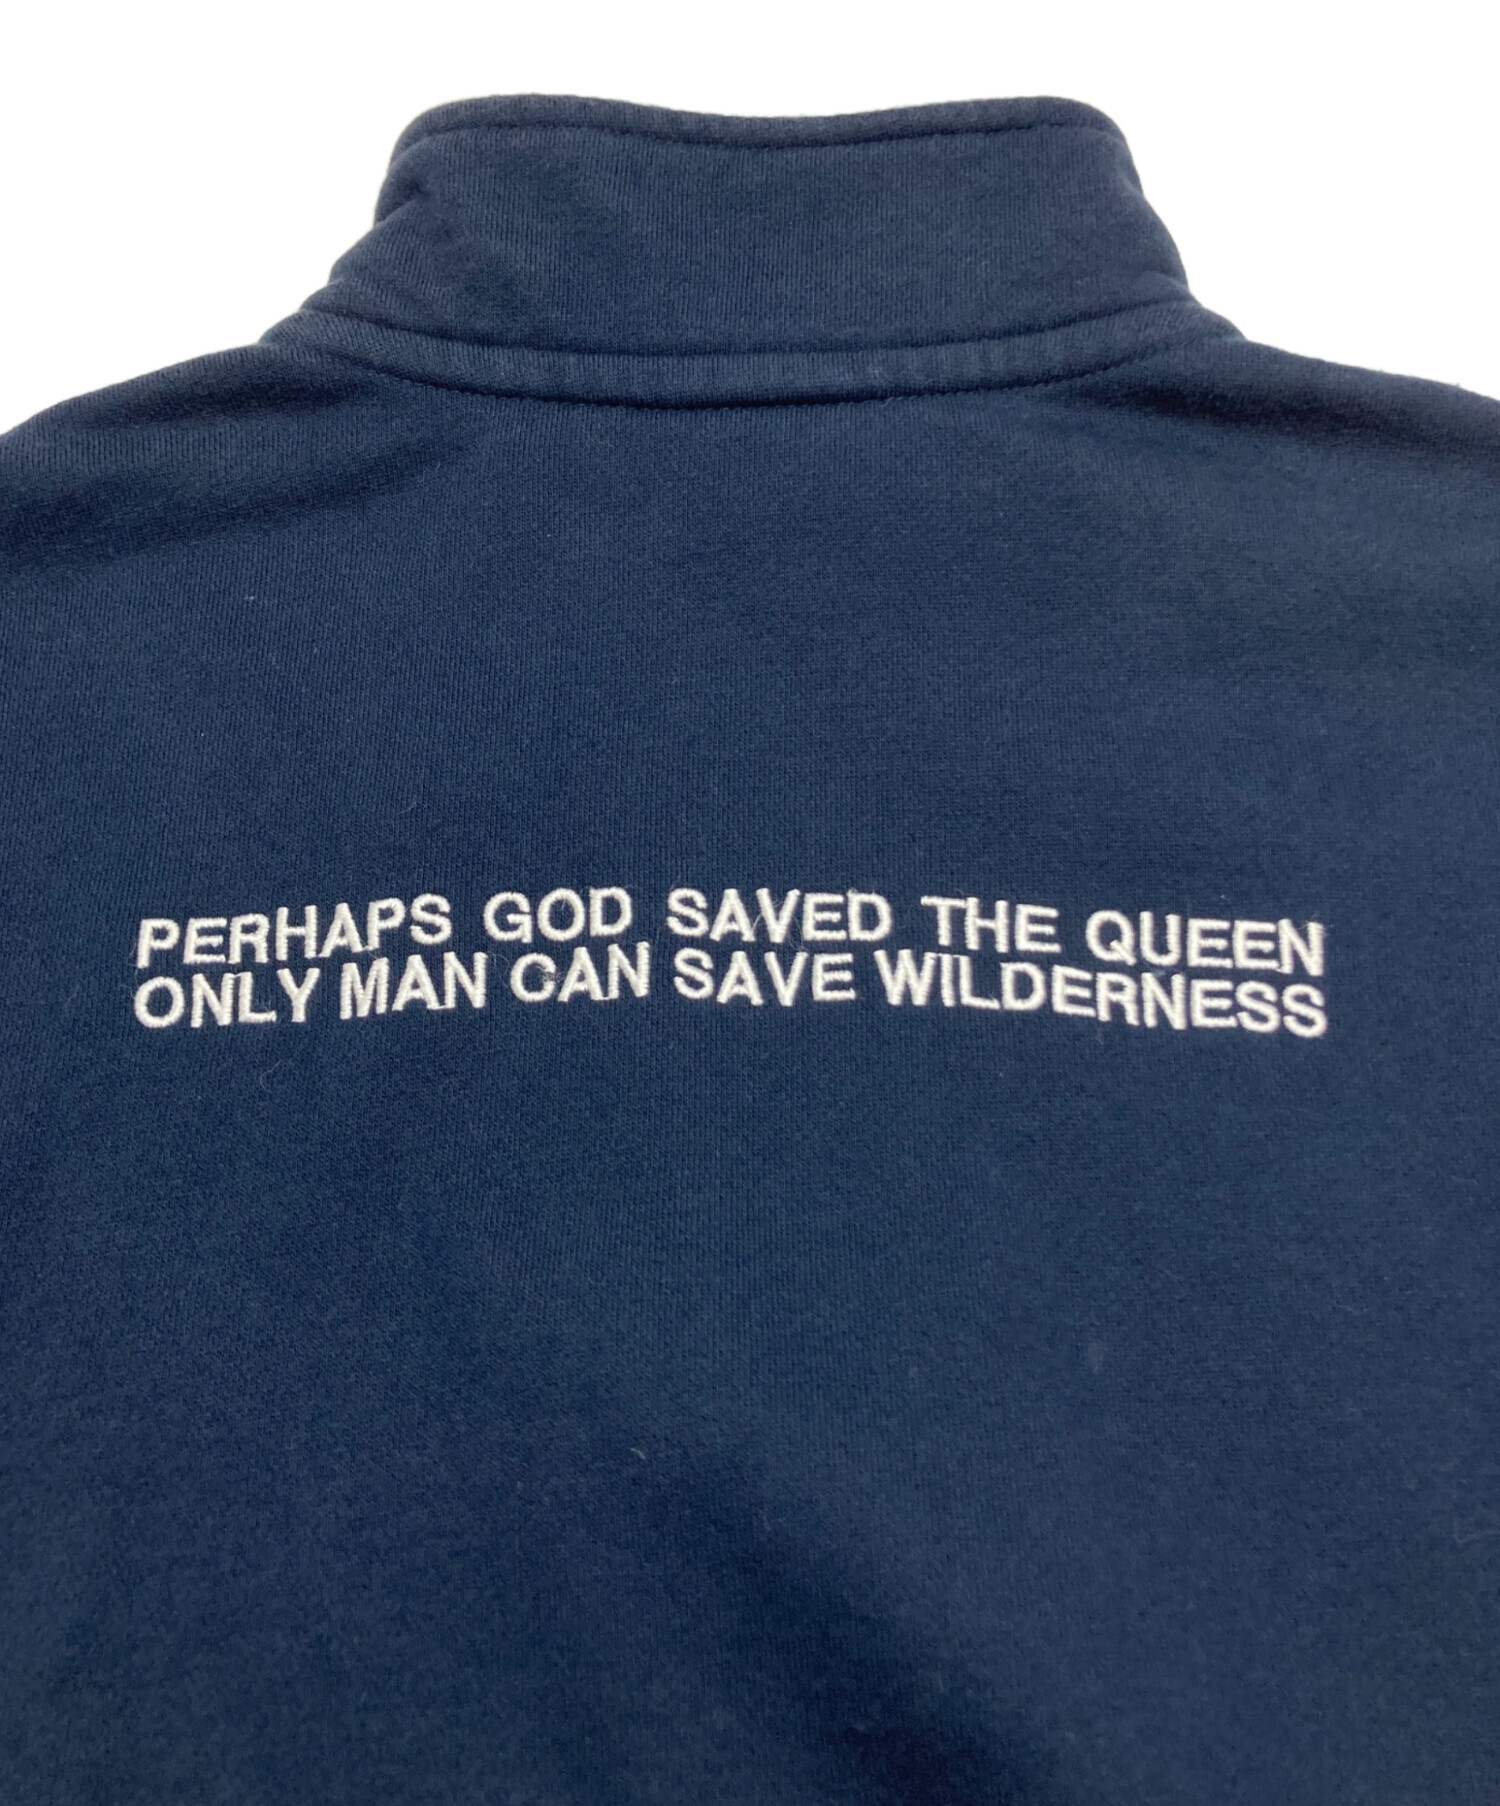 PERHAPS GOD SAVED THE QUEEN
ONLY MAN CAN SAVE WILDERNESS